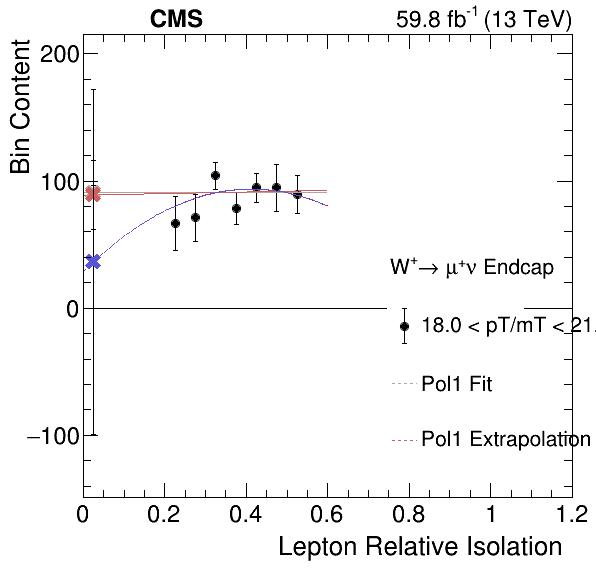 CMS 59.8 fb⁻¹ (13 TeV)
Bin Content
200
100
0
−100
W⁺→ μ⁺ν Endcap
18.0 < pT/mT < 21.
Pol1 Fit
Pol1 Extrapolation
0 0.2 0.4 0.6 0.8 1 1.2
Lepton Relative Isolation